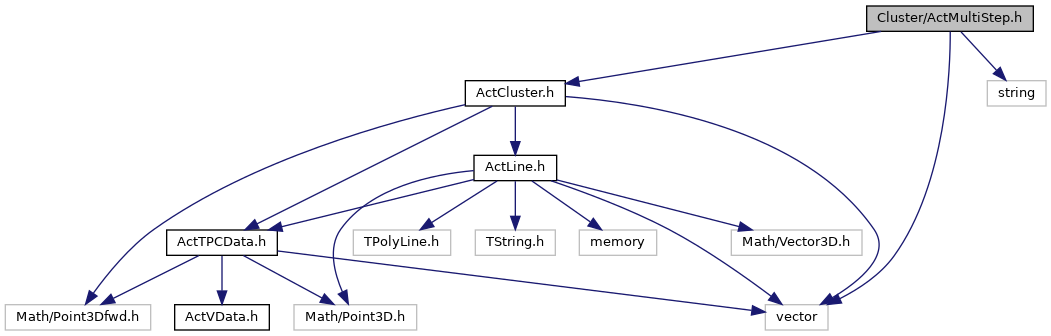 Cluster/ActMultiStep.h
ActCluster.h
string
ActLine.h
ActTPCData.h
TPolyLine.h
TString.h
memory
Math/Vector3D.h
Math/Point3Dfwd.h
ActVData.h
Math/Point3D.h
vector